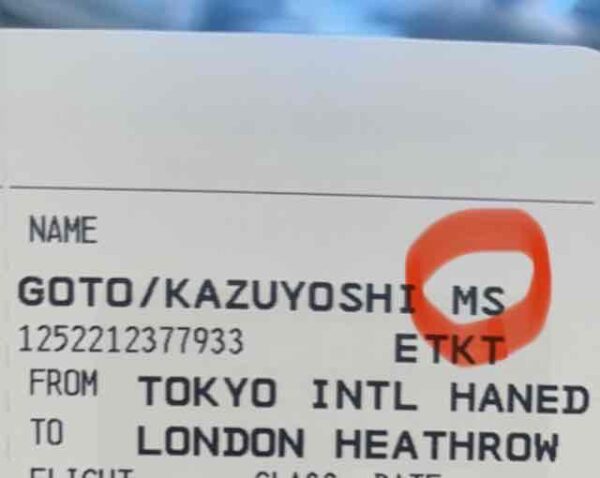 NAME
GOTO/KAZUYOSHI MS
1252212377933 ETKT
FROM TOKYO INTL HANED
TO LONDON HEATHROW